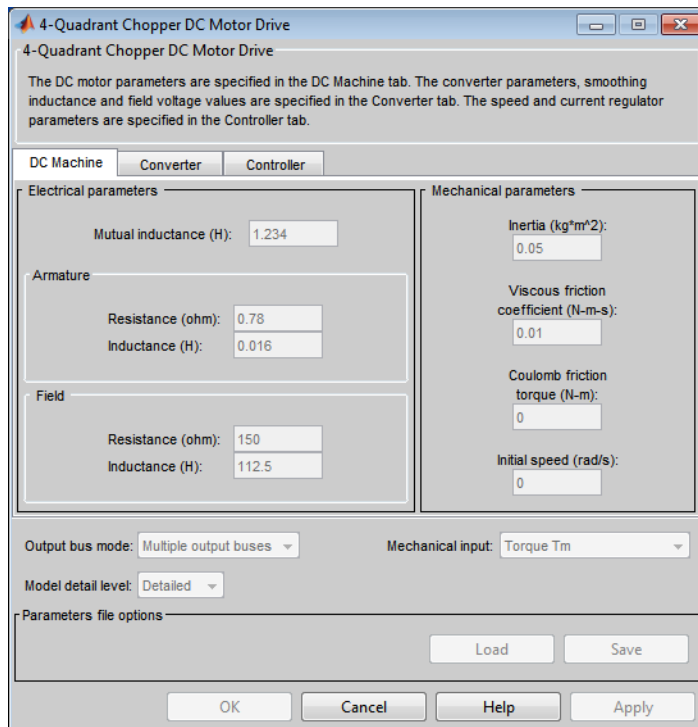 4-Quadrant Chopper DC Motor Drive
4-Quadrant Chopper DC Motor Drive
The DC motor parameters are specified in the DC Machine tab. The converter parameters, smoothing
inductance and field voltage values are specified in the Converter tab. The speed and current regulator
parameters are specified in the Controller tab.
DC Machine Converter Controller
Electrical parameters
Mutual inductance (H): 1.234
Armature
Resistance (ohm): 0.78
Inductance (H): 0.016
Field
Resistance (ohm): 150
Inductance (H): 112.5
Mechanical parameters
Inertia (kg*m^2):
0.05
Viscous friction
coefficient (N-m-s):
0.01
Coulomb friction
torque (N-m):
0
Initial speed (rad/s):
0
Output bus mode: Multiple output buses Mechanical input: Torque Tm
Model detail level: Detailed
Parameters file options
Load Save
OK Cancel Help Apply